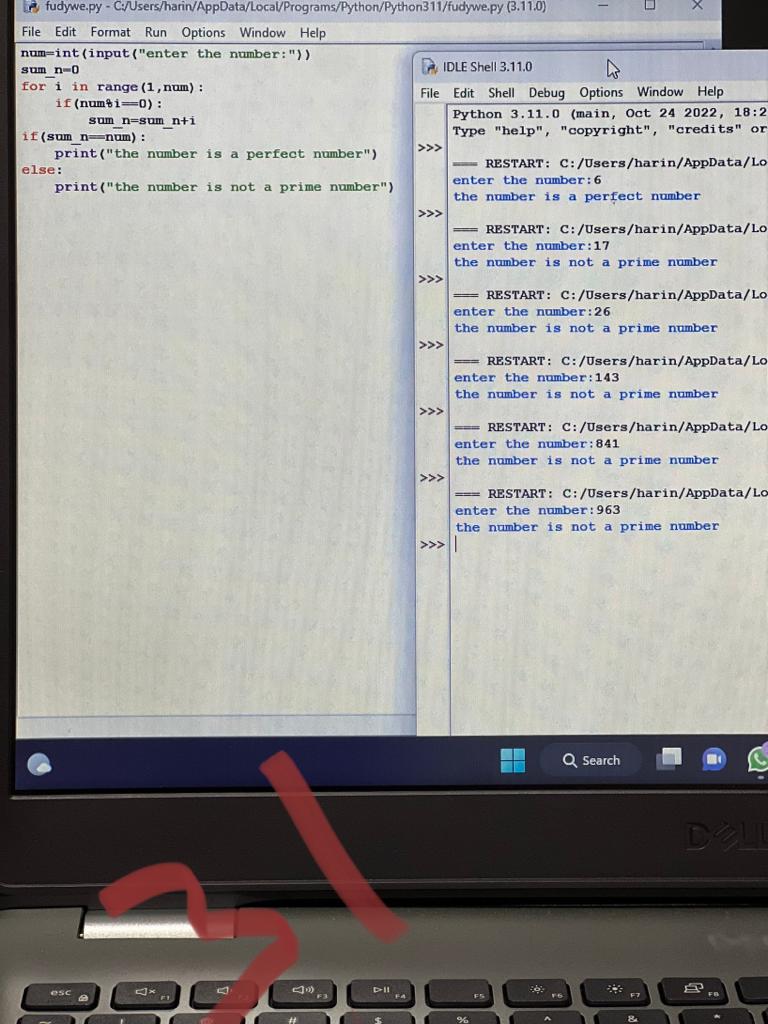 fudywe.py - C:/Users/harin/AppData/Local/Programs/Python/Python311/fudywe.py (3.11.0)
File Edit Format Run Options Window Help
num=int(input("enter the number:"))
sum_n=0
for i in range(1,num):
    if(num%i==0):
        sum_n=sum_n+i
if(sum_n==num):
    print("the number is a perfect number")
else:
    print("the number is not a prime number")
IDLE Shell 3.11.0
File Edit Shell Debug Options Window Help
Python 3.11.0 (main, Oct 24 2022, 18:2
Type "help", "copyright", "credits" or
>>>
=== RESTART: C:/Users/harin/AppData/Lo
enter the number:6
the number is a perfect number
>>>
=== RESTART: C:/Users/harin/AppData/Lo
enter the number:17
the number is not a prime number
>>>
=== RESTART: C:/Users/harin/AppData/Lo
enter the number:26
the number is not a prime number
>>>
=== RESTART: C:/Users/harin/AppData/Lo
enter the number:143
the number is not a prime number
>>>
=== RESTART: C:/Users/harin/AppData/Lo
enter the number:841
the number is not a prime number
>>>
=== RESTART: C:/Users/harin/AppData/Lo
enter the number:963
the number is not a prime number
>>>
Search
DELL
esc F1 F3 F4 F5 F6 F7 F8
# $ % ^ & *